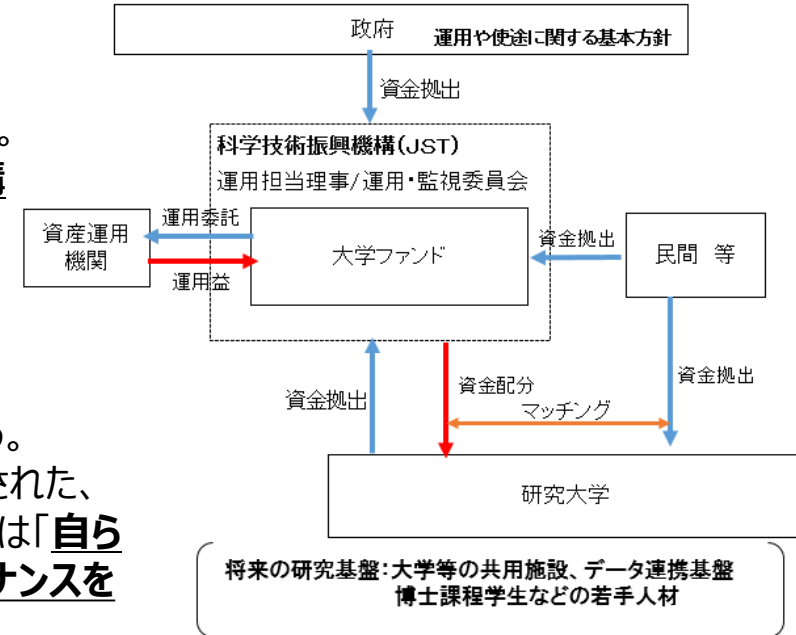 政府 運用や使途に関する基本方針
資金拠出
。
科学技術振興機構(JST)
運用担当理事/運用・監視委員会
運用委託
資産運用
機関
大学ファンド
資金拠出
民間 等
運用益
資金拠出
資金配分
資金拠出
マッチング
。
された、
は「自ら
ナンスを
研究大学
将来の研究基盤:大学等の共用施設、データ連携基盤
博士課程学生などの若手人材